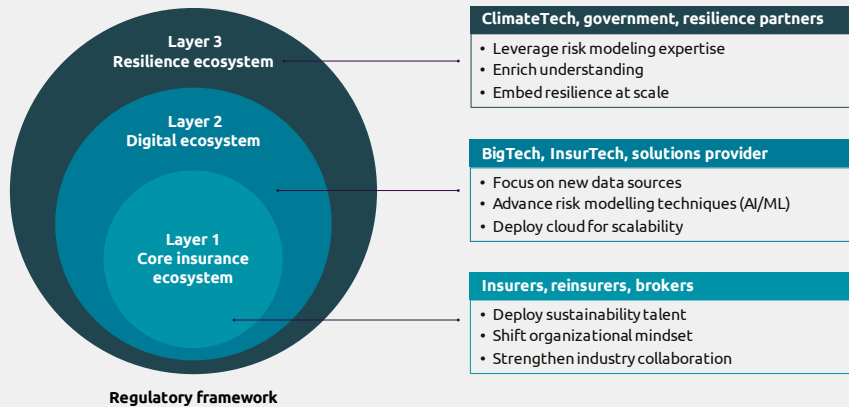 Layer 3
Resilience ecosystem
Layer 2
Digital ecosystem
Layer 1
Core insurance
ecosystem
Regulatory framework
ClimateTech, government, resilience partners
• Leverage risk modeling expertise
• Enrich understanding
• Embed resilience at scale
BigTech, InsurTech, solutions provider
• Focus on new data sources
• Advance risk modelling techniques (AI/ML)
• Deploy cloud for scalability
Insurers, reinsurers, brokers
• Deploy sustainability talent
• Shift organizational mindset
• Strengthen industry collaboration